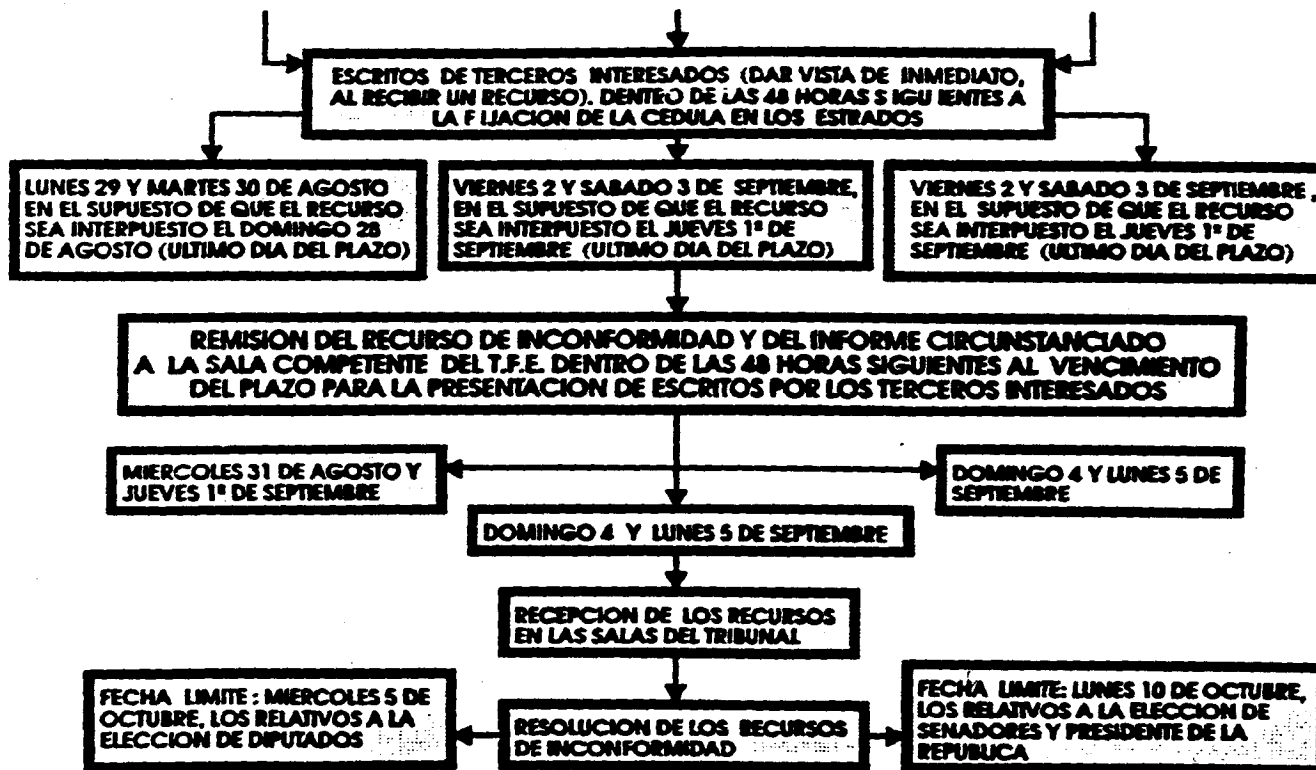 ESCRITOS DE TERCEROS INTERESADOS (DAR VISTA DE INMEDIATO,
AL RECIBIR UN RECURSO). DENTRO DE LAS 48 HORAS SIGUIENTES A
LA FIJACION DE LA CEDULA EN LOS ESTRADOS
LUNES 29 Y MARTES 30 DE AGOSTO
EN EL SUPUESTO DE QUE EL RECURSO
SEA INTERPUESTO EL DOMINGO 28
DE AGOSTO (ULTIMO DIA DEL PLAZO)
VIERNES 2 Y SABADO 3 DE SEPTIEMBRE,
EN EL SUPUESTO DE QUE EL RECURSO
SEA INTERPUESTO EL JUEVES 1º DE
SEPTIEMBRE (ULTIMO DIA DEL PLAZO)
VIERNES 2 Y SABADO 3 DE SEPTIEMBRE,
EN EL SUPUESTO DE QUE EL RECURSO
SEA INTERPUESTO EL JUEVES 1º DE
SEPTIEMBRE (ULTIMO DIA DEL PLAZO)
REMISION DEL RECURSO DE INCONFORMIDAD Y DEL INFORME CIRCUNSTANCIADO
A LA SALA COMPETENTE DEL T.F.E. DENTRO DE LAS 48 HORAS SIGUIENTES AL VENCIMIENTO
DEL PLAZO PARA LA PRESENTACION DE ESCRITOS POR LOS TERCEROS INTERESADOS
MIERCOLES 31 DE AGOSTO Y
JUEVES 1º DE SEPTIEMBRE
DOMINGO 4 Y LUNES 5 DE
SEPTIEMBRE
DOMINGO 4 Y LUNES 5 DE SEPTIEMBRE
RECEPCION DE LOS RECURSOS
EN LAS SALAS DEL TRIBUNAL
FECHA LIMITE: MIERCOLES 5 DE
OCTUBRE, LOS RELATIVOS A LA
ELECCION DE DIPUTADOS
RESOLUCION DE LOS RECURSOS
DE INCONFORMIDAD
FECHA LIMITE: LUNES 10 DE OCTUBRE,
LOS RELATIVOS A LA ELECCION DE
SENADORES Y PRESIDENTE DE LA
REPUBLICA